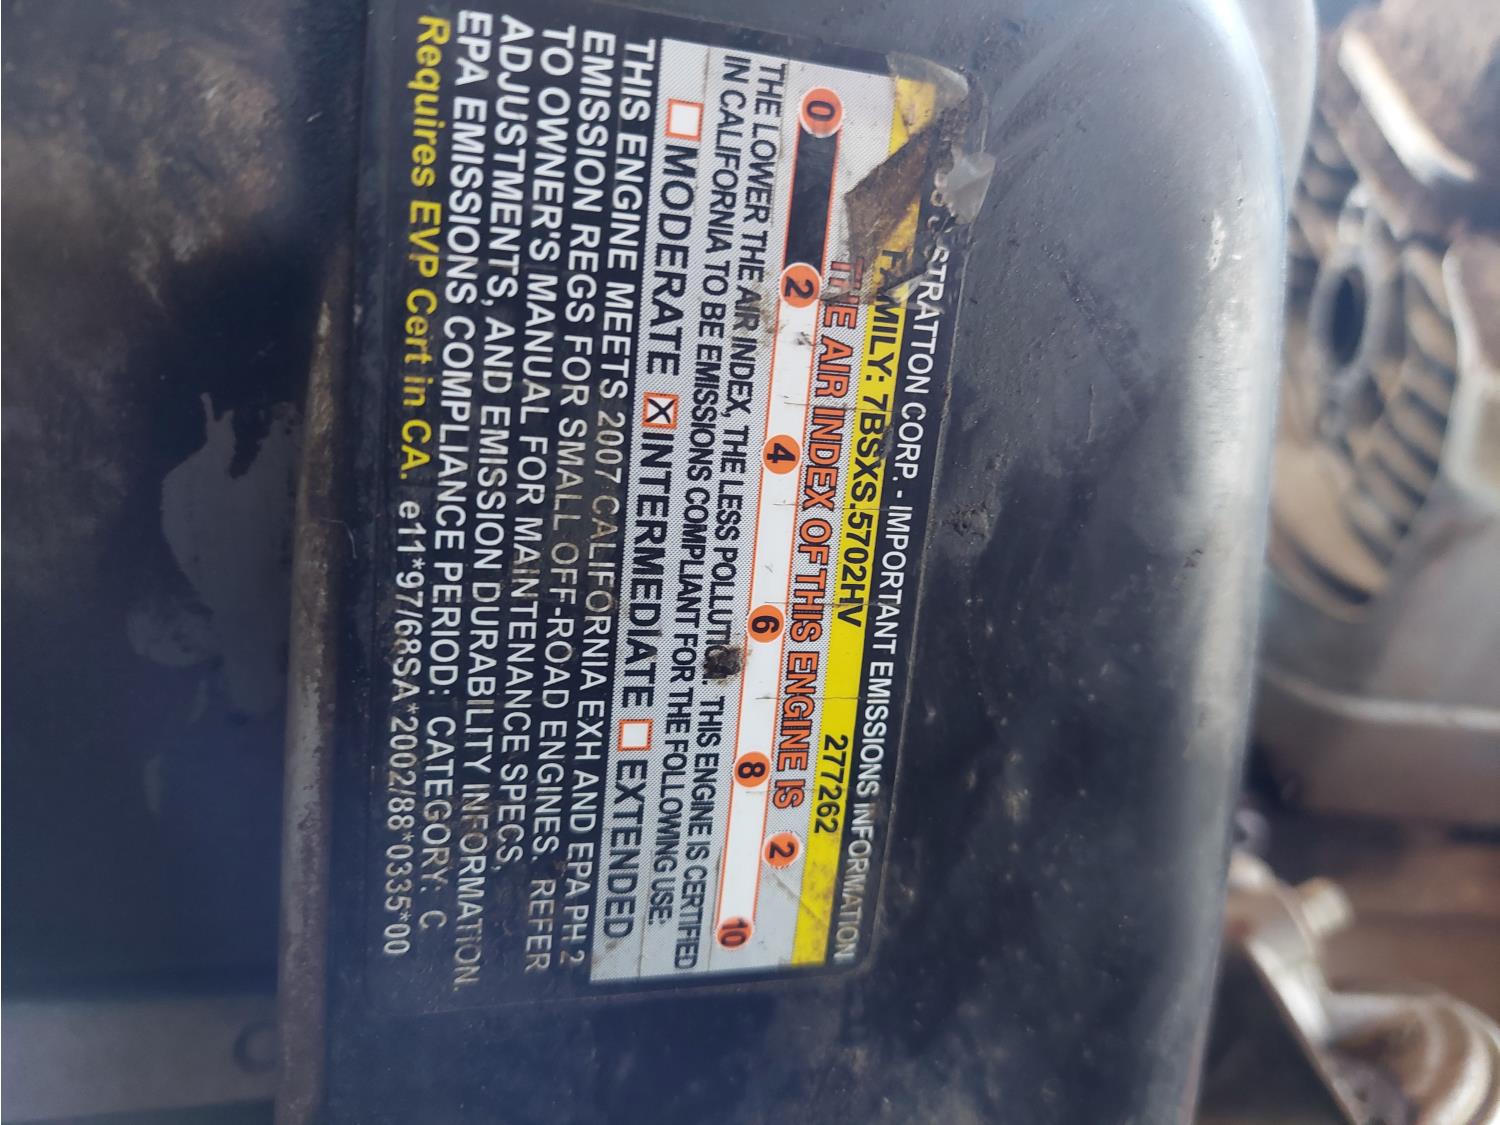 STRATTON CORP. - IMPORTANT EMISSIONS INFORMATION
FAMILY: 7BSXS.5702HV 277262
THE AIR INDEX OF THIS ENGINE IS 2
0 2 4 6 8 10
THE LOWER THE AIR INDEX, THE LESS POLLUTION. THIS ENGINE IS CERTIFIED
IN CALIFORNIA TO BE EMISSIONS COMPLIANT FOR THE FOLLOWING USE:
MODERATE X INTERMEDIATE EXTENDED
THIS ENGINE MEETS 2007 CALIFORNIA EXH AND EPA PH 2
EMISSION REGS FOR SMALL OFF-ROAD ENGINES. REFER
TO OWNER'S MANUAL FOR MAINTENANCE SPECS,
ADJUSTMENTS, AND EMISSION DURABILITY INFORMATION.
EPA EMISSIONS COMPLIANCE PERIOD: CATEGORY: C
Requires EVP Cert in CA. e11*97/68SA*2002/88*0335*00